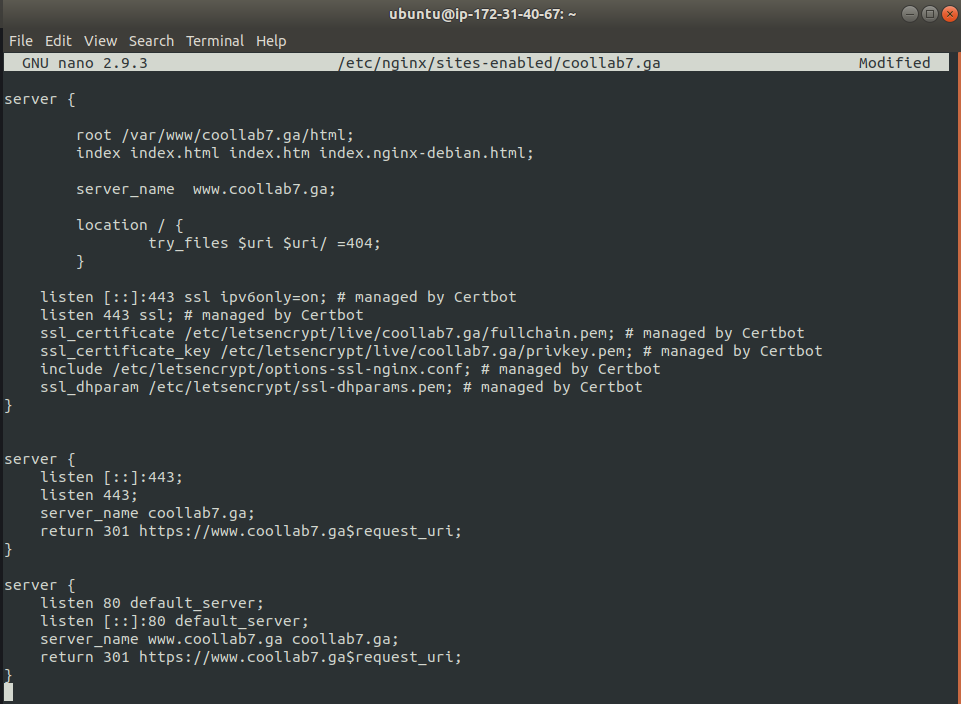 ubuntu@ip-172-31-40-67: ~
File Edit View Search Terminal Help
GNU nano 2.9.3 /etc/nginx/sites-enabled/coollab7.ga Modified
server {
root /var/www/coollab7.ga/html;
index index.html index.htm index.nginx-debian.html;
server_name www.coollab7.ga;
location / {
try_files $uri $uri/ =404;
}
listen [::]:443 ssl ipv6only=on; # managed by Certbot
listen 443 ssl; # managed by Certbot
ssl_certificate /etc/letsencrypt/live/coollab7.ga/fullchain.pem; # managed by Certbot
ssl_certificate_key /etc/letsencrypt/live/coollab7.ga/privkey.pem; # managed by Certbot
include /etc/letsencrypt/options-ssl-nginx.conf; # managed by Certbot
ssl_dhparam /etc/letsencrypt/ssl-dhparams.pem; # managed by Certbot
}
server {
listen [::]:443;
listen 443;
server_name coollab7.ga;
return 301 https://www.coollab7.ga$request_uri;
}
server {
listen 80 default_server;
listen [::]:80 default_server;
server_name www.coollab7.ga coollab7.ga;
return 301 https://www.coollab7.ga$request_uri;
}